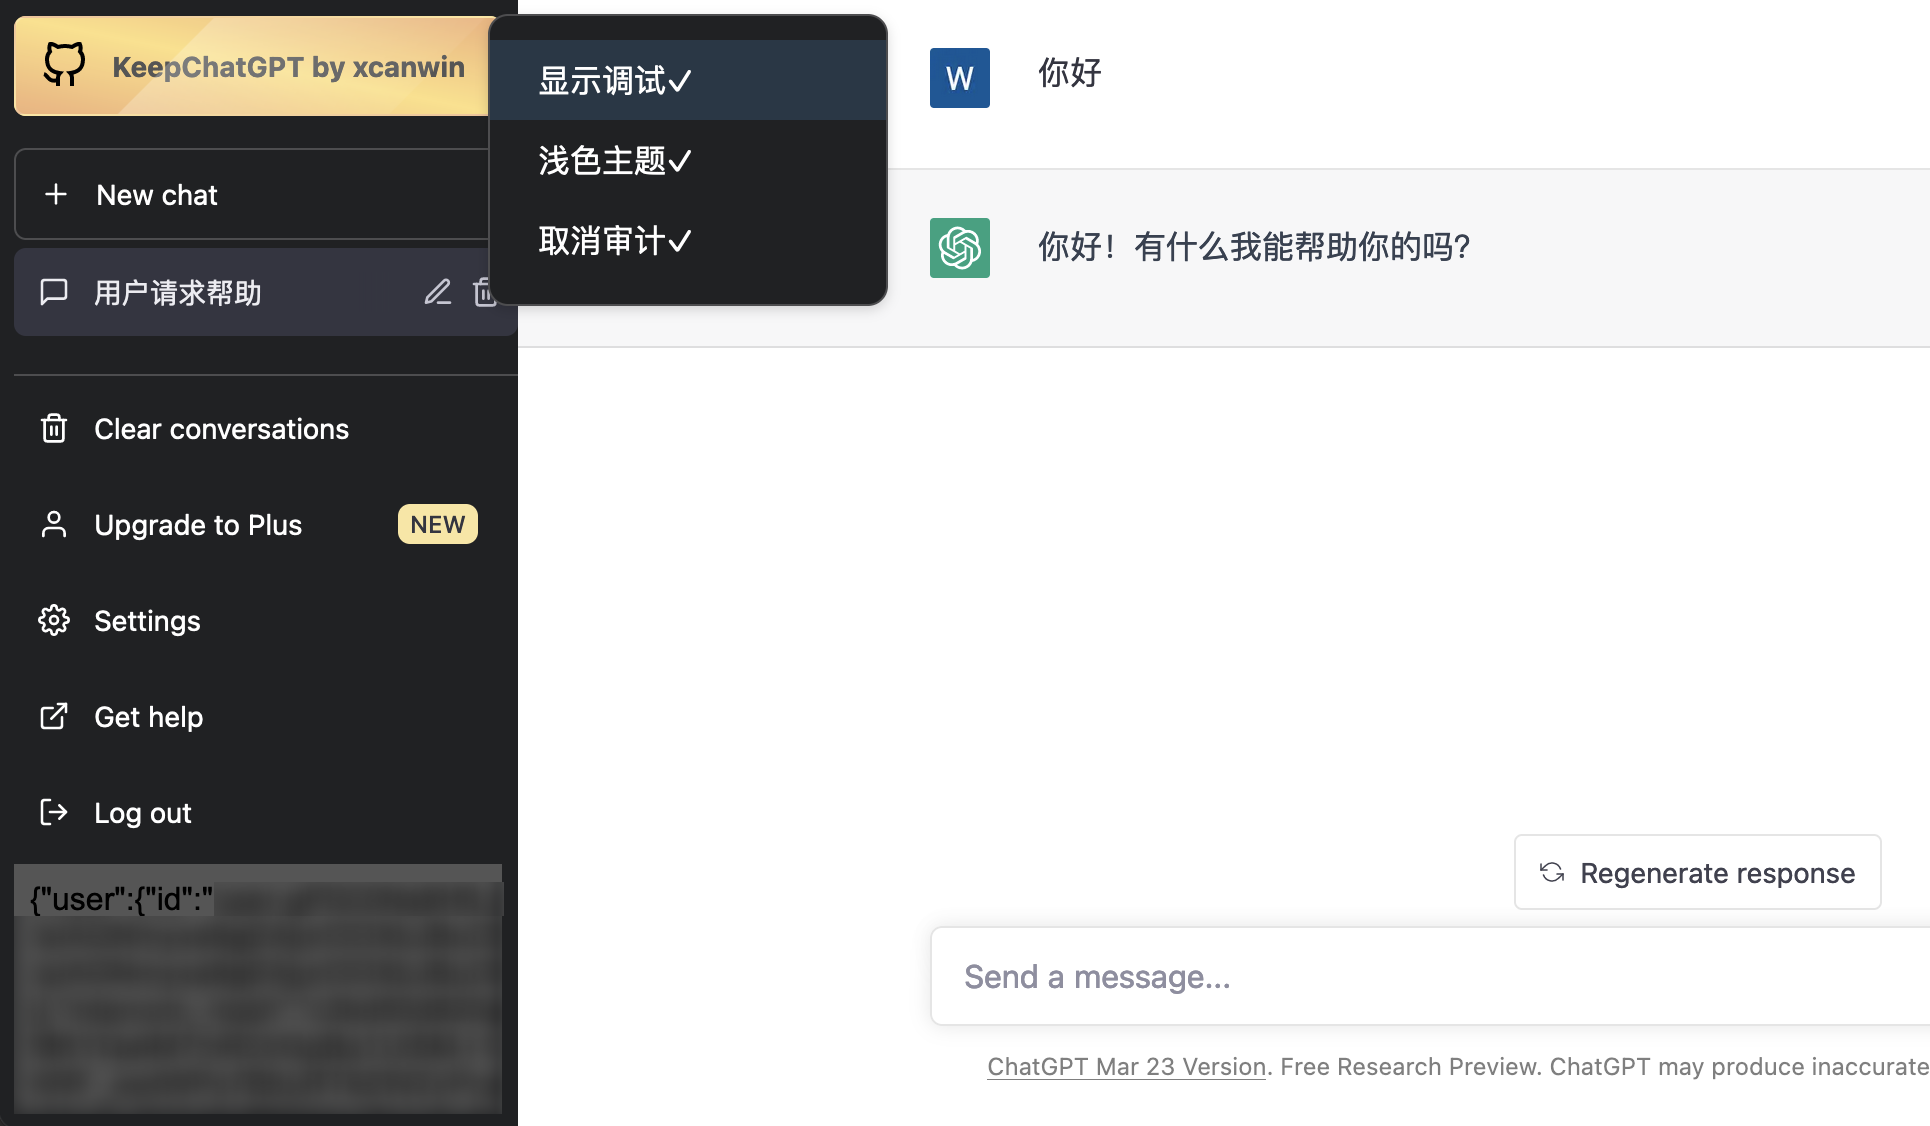 KeepChatGPT by xcanwin
显示调试✓
浅色主题✓
取消审计✓
New chat
用户请求帮助
Clear conversations
Upgrade to Plus
NEW
Settings
Get help
Log out
{"user":{"id":"
W
你好
你好！有什么我能帮助你的吗?
Regenerate response
Send a message...
ChatGPT Mar 23 Version. Free Research Preview. ChatGPT may produce inaccurate